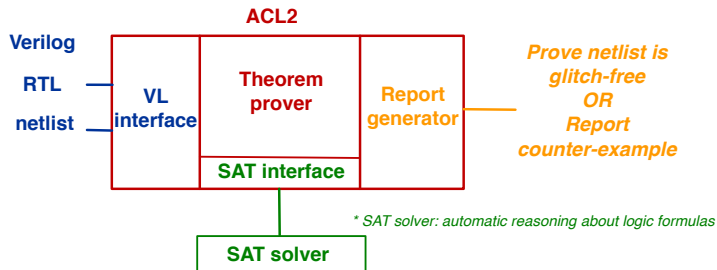 ACL2
Verilog
RTL
netlist
VL
interface
Theorem
prover
SAT interface
Report
generator
Prove netlist is
glitch-free
OR
Report
counter-example
* SAT solver: automatic reasoning about logic formulas
SAT solver